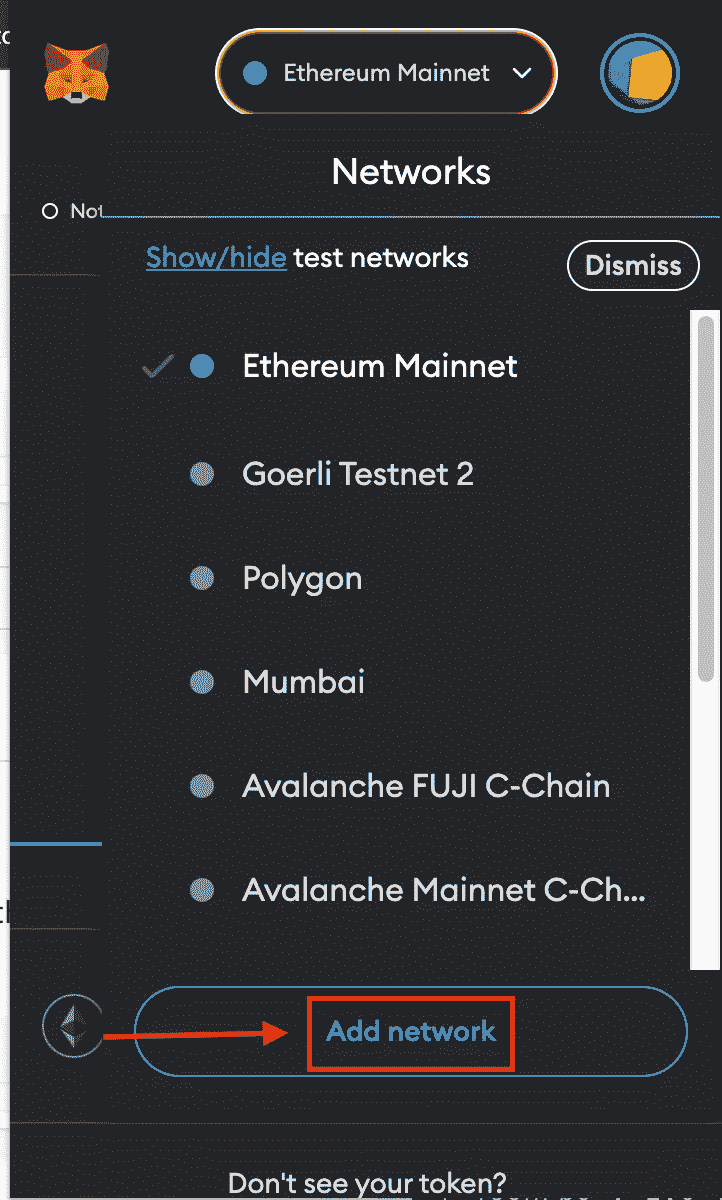 Ethereum Mainnet
Networks
Not
Show/hide test networks
Dismiss
Ethereum Mainnet
Goerli Testnet 2
Polygon
Mumbai
Avalanche FUJI C-Chain
Avalanche Mainnet C-Ch...
Add network
Don't see your token?